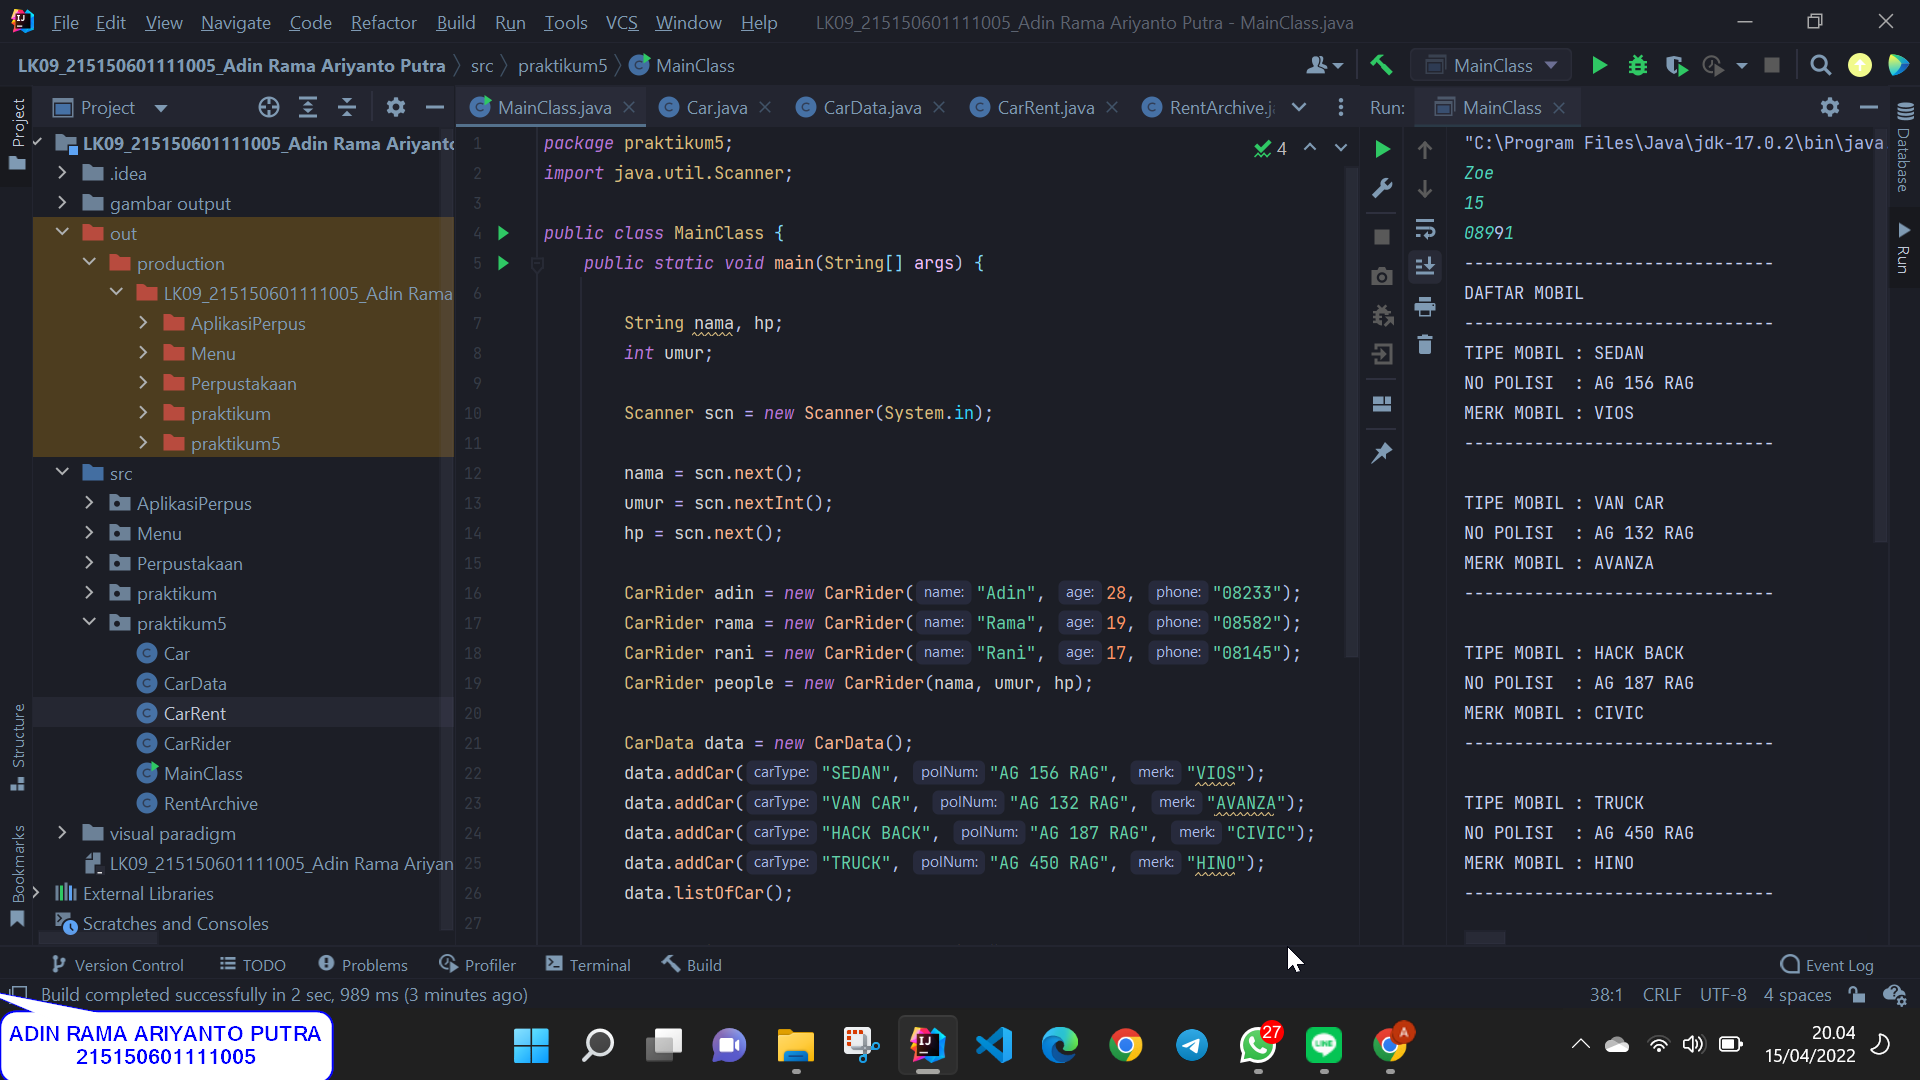 File Edit View Navigate Code Refactor Build Run Tools VCS Window Help LK09_215150601111005_Adin Rama Ariyanto Putra - MainClass.java
LK09_215150601111005_Adin Rama Ariyanto Putra src praktikum5 MainClass
MainClass
Project
MainClass.java Car.java CarData.java CarRent.java RentArchive.j
Run: MainClass
Project
Structure
Bookmarks
LK09_215150601111005_Adin Rama Ariyanto
.idea
gambar output
out
production
LK09_215150601111005_Adin Rama
AplikasiPerpus
Menu
Perpustakaan
praktikum
praktikum5
src
AplikasiPerpus
Menu
Perpustakaan
praktikum
praktikum5
Car
CarData
CarRent
CarRider
MainClass
RentArchive
visual paradigm
LK09_215150601111005_Adin Rama Ariyan
External Libraries
Scratches and Consoles
4
1 package praktikum5;
2 import java.util.Scanner;
3
4 public class MainClass {
5 public static void main(String[] args) {
6
7 String nama, hp;
8 int umur;
9
10 Scanner scn = new Scanner(System.in);
11
12 nama = scn.next();
13 umur = scn.nextInt();
14 hp = scn.next();
15
16 CarRider adin = new CarRider( name: "Adin", age: 28, phone: "08233");
17 CarRider rama = new CarRider( name: "Rama", age: 19, phone: "08582");
18 CarRider rani = new CarRider( name: "Rani", age: 17, phone: "08145");
19 CarRider people = new CarRider(nama, umur, hp);
20
21 CarData data = new CarData();
22 data.addCar( carType: "SEDAN", polNum: "AG 156 RAG", merk: "VIOS");
23 data.addCar( carType: "VAN CAR", polNum: "AG 132 RAG", merk: "AVANZA");
24 data.addCar( carType: "HACK BACK", polNum: "AG 187 RAG", merk: "CIVIC");
25 data.addCar( carType: "TRUCK", polNum: "AG 450 RAG", merk: "HINO");
26 data.listOfCar();
27
"C:\Program Files\Java\jdk-17.0.2\bin\java
Zoe
15
08991
-------------------------------
DAFTAR MOBIL
-------------------------------
TIPE MOBIL : SEDAN
NO POLISI  : AG 156 RAG
MERK MOBIL : VIOS
-------------------------------
TIPE MOBIL : VAN CAR
NO POLISI  : AG 132 RAG
MERK MOBIL : AVANZA
-------------------------------
TIPE MOBIL : HACK BACK
NO POLISI  : AG 187 RAG
MERK MOBIL : CIVIC
-------------------------------
TIPE MOBIL : TRUCK
NO POLISI  : AG 450 RAG
MERK MOBIL : HINO
-------------------------------
Database
Run
Version Control TODO Problems Profiler Terminal Build Event Log
Build completed successfully in 2 sec, 989 ms (3 minutes ago) 38:1 CRLF UTF-8 4 spaces
ADIN RAMA ARIYANTO PUTRA
215150601111005
27
A
20.04
15/04/2022